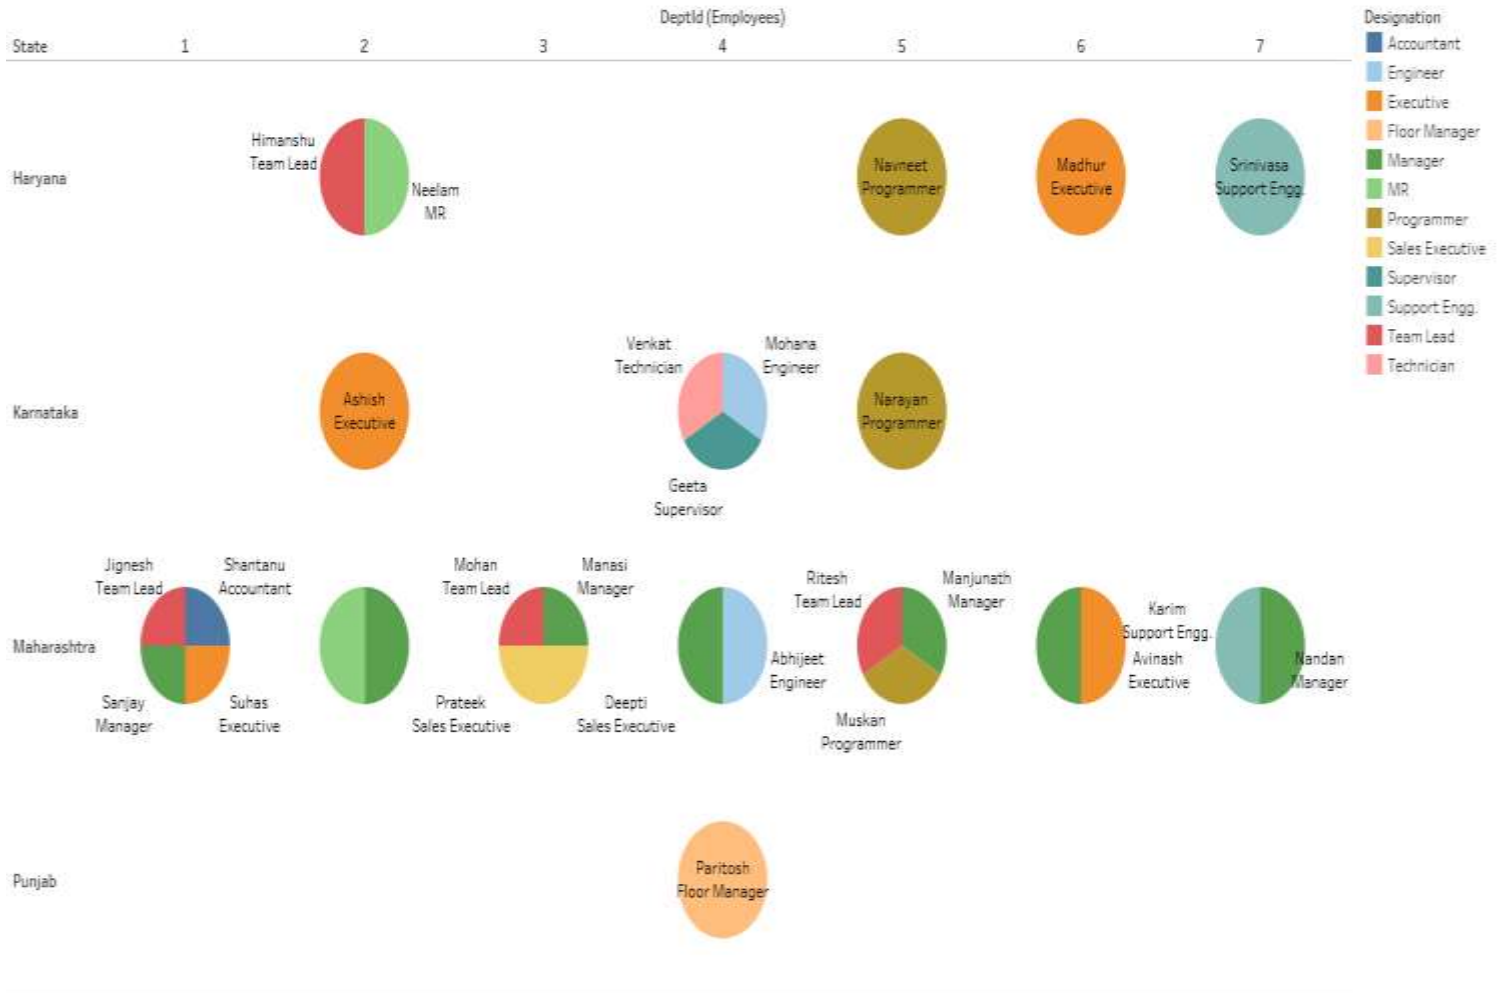 DeptId (Employees)
State 1 2 3 4 5 6 7
Haryana
Himanshu
Team Lead
Neelam
MR
Navneet
Programmer
Madhur
Executive
Srinivasa
Support Engg.
Karnataka
Ashish
Executive
Venkat
Technician
Mohana
Engineer
Geeta
Supervisor
Narayan
Programmer
Maharashtra
Jignesh
Team Lead
Shantanu
Accountant
Sanjay
Manager
Suhas
Executive
Mohan
Team Lead
Manasi
Manager
Prateek
Sales Executive
Deepti
Sales Executive
Abhijeet
Engineer
Ritesh
Team Lead
Manjunath
Manager
Muskan
Programmer
Karim
Support Engg.
Avinash
Executive
Nandan
Manager
Punjab
Paritosh
Floor Manager
Designation
Accountant
Engineer
Executive
Floor Manager
Manager
MR
Programmer
Sales Executive
Supervisor
Support Engg.
Team Lead
Technician